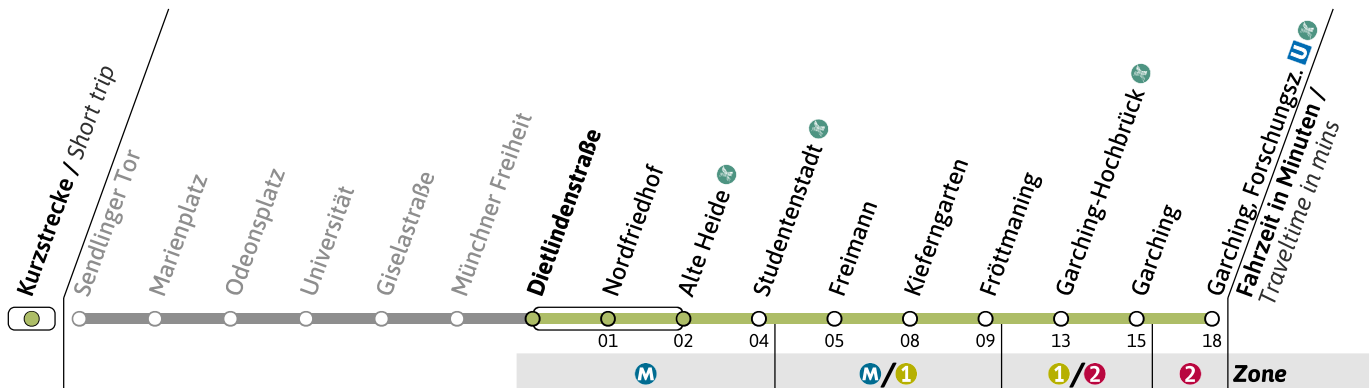 Kurzstrecke / Short trip
Sendlinger Tor
Marienplatz
Odeonsplatz
Universität
Giselastraße
Münchner Freiheit
Dietlindenstraße
Nordfriedhof
Alte Heide
Studentenstadt
Freimann
Kieferngarten
Fröttmaning
Garching-Hochbrück
Garching
Garching, Forschungsz. U
Fahrzeit in Minuten /
Traveltime in mins
01 02 04 05 08 09 13 15 18
M M/1 1/2 2 Zone